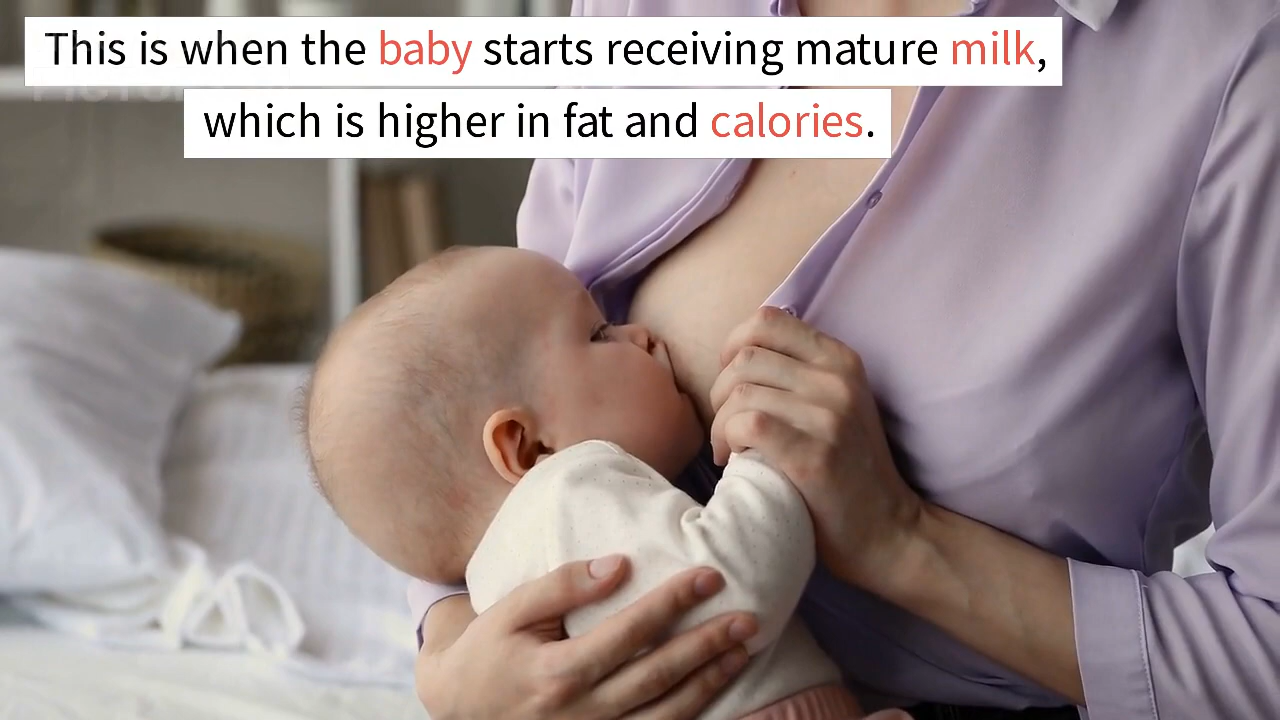 This is when the baby starts receiving mature milk,
which is higher in fat and calories.